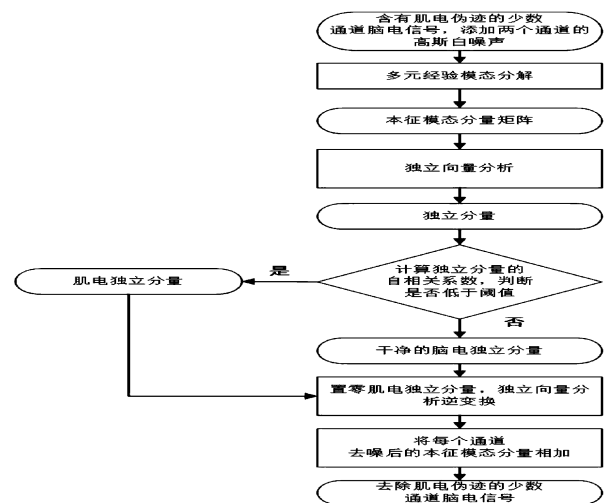 含有肌电伪迹的少数
通道脑电信号，添加两个通道的
高斯白噪声
多元经验模态分解
本征模态分量矩阵
独立向量分析
独立分量
计算独立分量的
自相关系数，判断
是否低于阈值
是
肌电独立分量
否
干净的脑电独立分量
置零肌电独立分量，独立向量分
析逆变换
将每个通道
去噪后的本征模态分量相加
去除肌电伪迹的少数
通道脑电信号